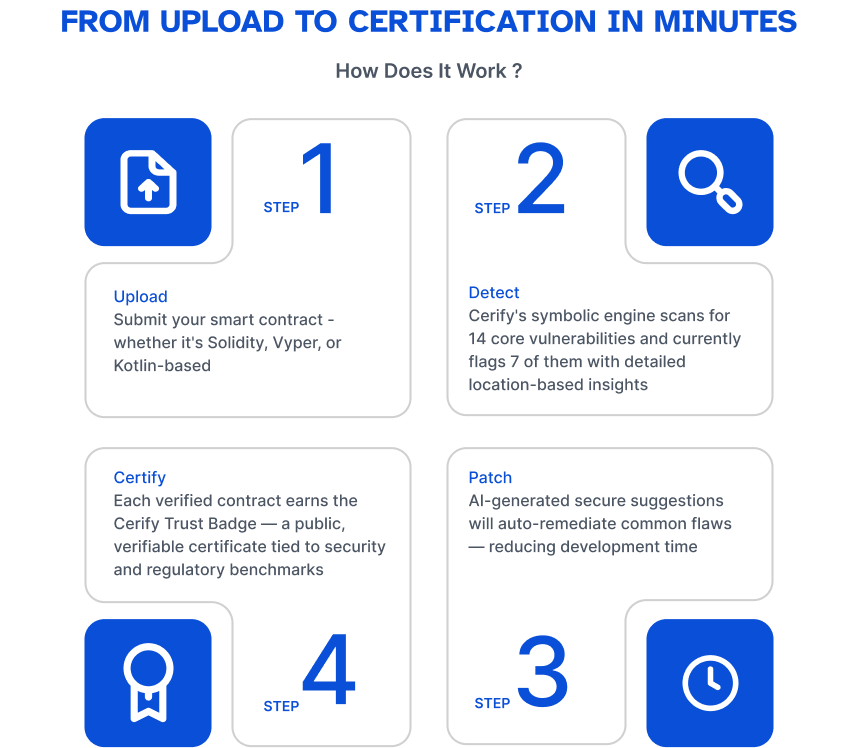 FROM UPLOAD TO CERTIFICATION IN MINUTES
How Does It Work ?
STEP 1
Upload
Submit your smart contract -
whether it's Solidity, Vyper, or
Kotlin-based
STEP 2
Detect
Cerify's symbolic engine scans for
14 core vulnerabilities and currently
flags 7 of them with detailed
location-based insights
Patch
AI-generated secure suggestions
will auto-remediate common flaws
— reducing development time
STEP 3
Certify
Each verified contract earns the
Cerify Trust Badge — a public,
verifiable certificate tied to security
and regulatory benchmarks
STEP 4